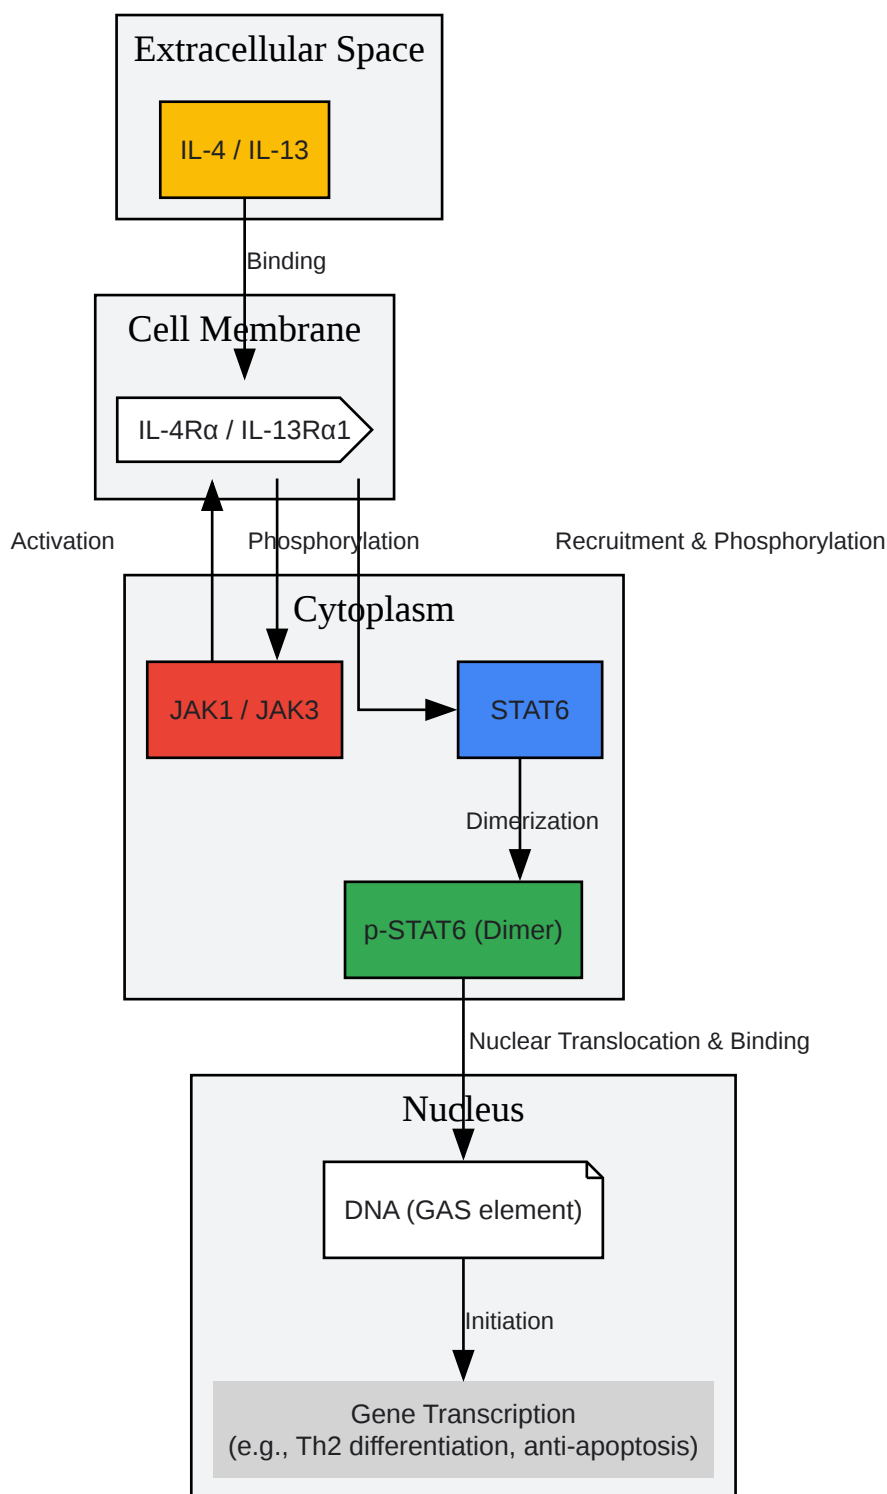 Extracellular Space
IL-4 / IL-13
Binding
Cell Membrane
IL-4Rα / IL-13Rα1
Activation
Phosphorylation
Recruitment & Phosphorylation
Cytoplasm
JAK1 / JAK3
STAT6
Dimerization
p-STAT6 (Dimer)
Nuclear Translocation & Binding
Nucleus
DNA (GAS element)
Initiation
Gene Transcription
(e.g., Th2 differentiation, anti-apoptosis)